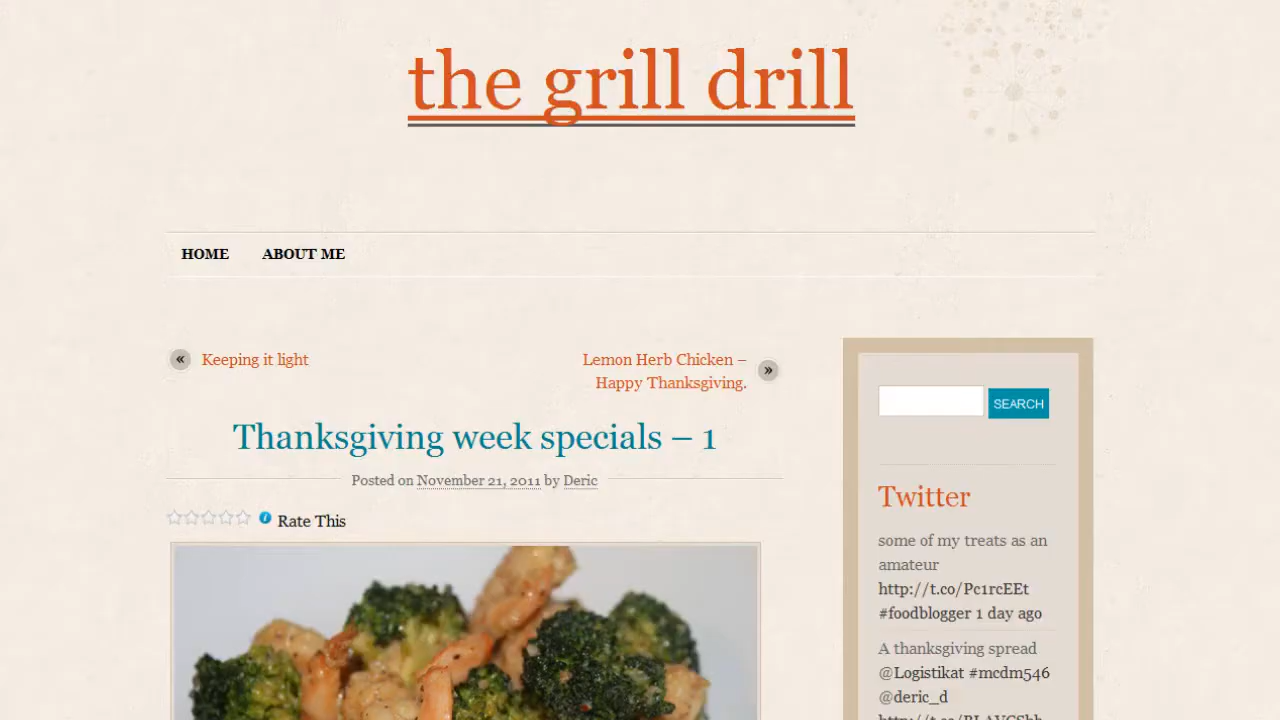 the grill drill
HOME ABOUT ME
« Keeping it light
Lemon Herb Chicken –
Happy Thanksgiving. »
Thanksgiving week specials – 1
Posted on November 21, 2011 by Deric
Rate This
SEARCH
Twitter
some of my treats as an
amateur
http://t.co/Pc1rcEEt
#foodblogger 1 day ago
A thanksgiving spread
@Logistikat #mcdm546
@deric_d